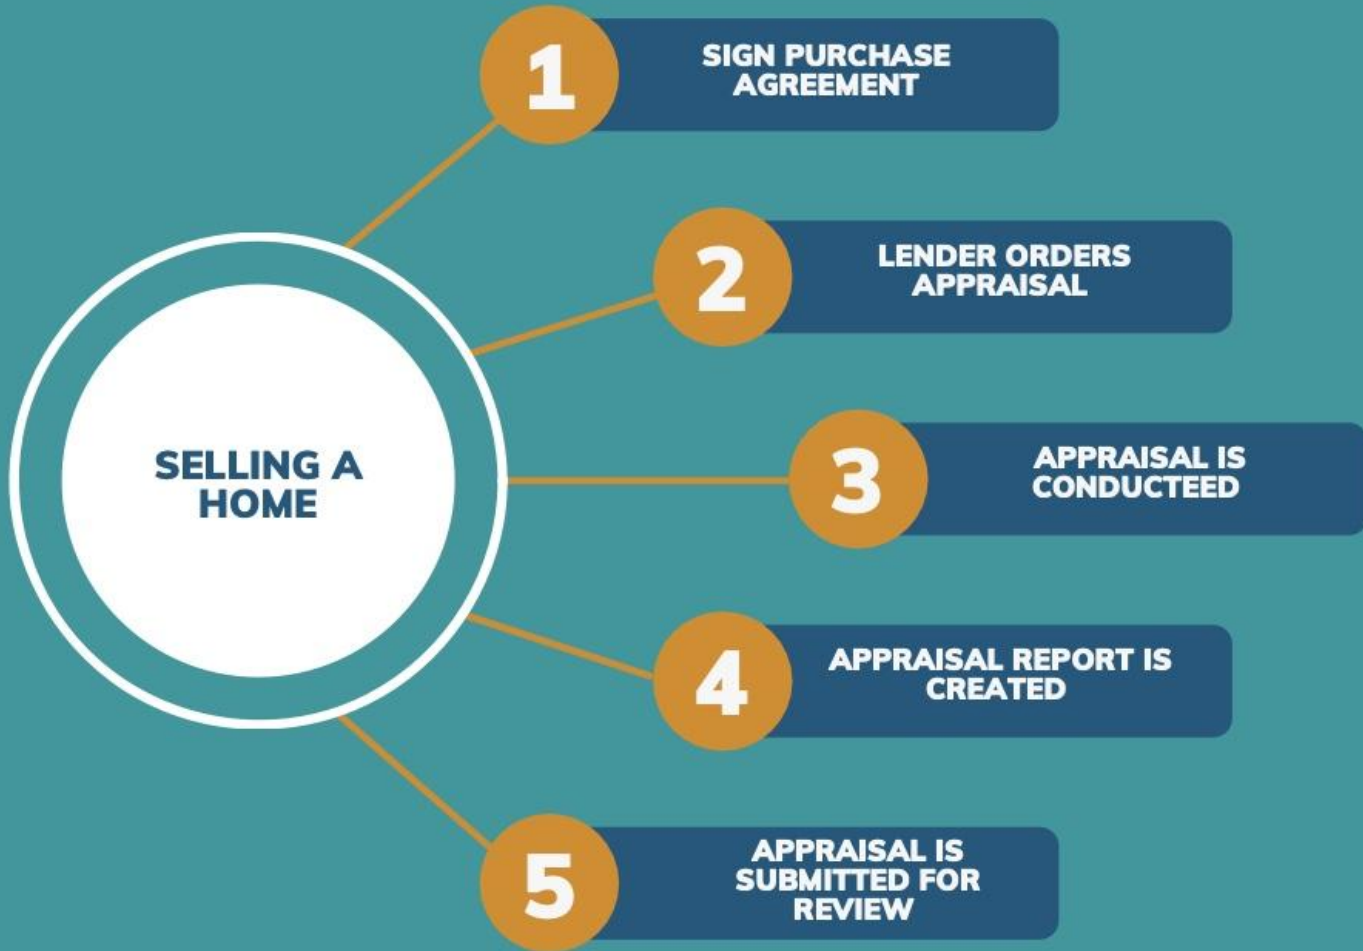 SELLING A
HOME
1
SIGN PURCHASE
AGREEMENT
2
LENDER ORDERS
APPRAISAL
3
APPRAISAL IS
CONDUCTEED
4
APPRAISAL REPORT IS
CREATED
5
APPRAISAL IS
SUBMITTED FOR
REVIEW